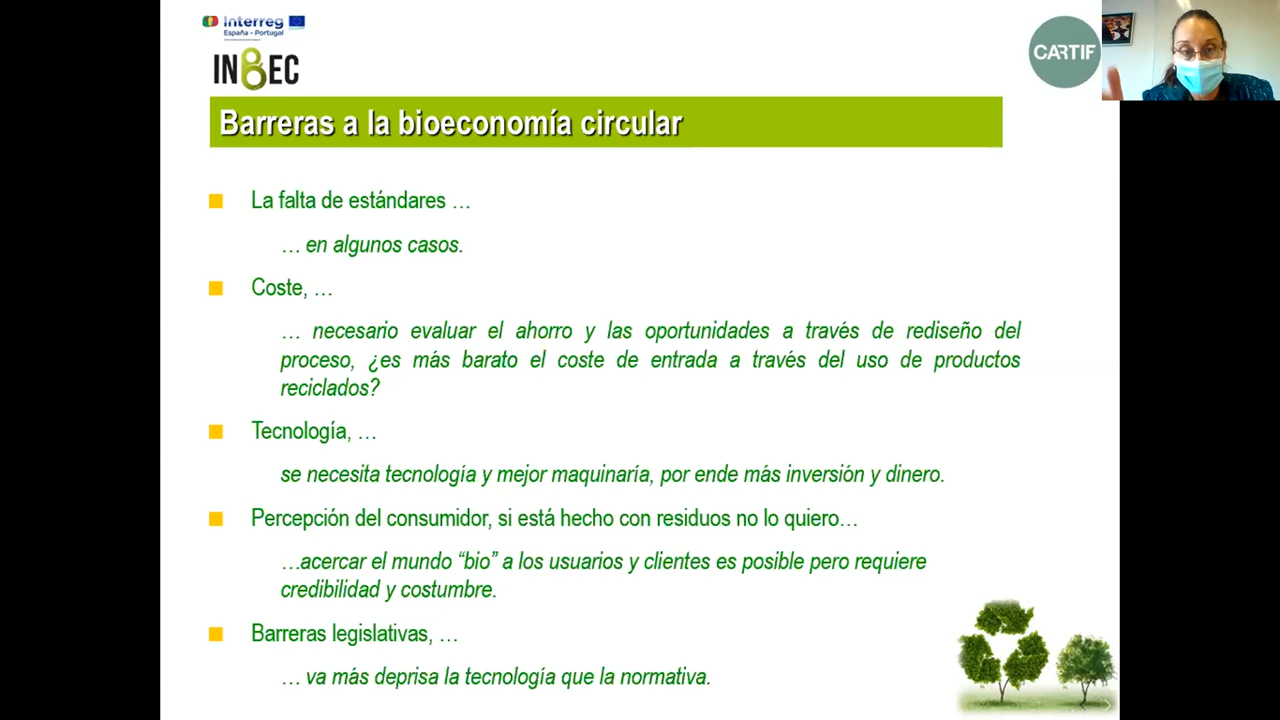 Interreg
España - Portugal
INBEC
CARTIF
Barreras a la bioeconomía circular
La falta de estándares …
… en algunos casos.
Coste, …
… necesario evaluar el ahorro y las oportunidades a través de rediseño del
proceso, ¿es más barato el coste de entrada a través del uso de productos
reciclados?
Tecnología, …
se necesita tecnología y mejor maquinaría, por ende más inversión y dinero.
Percepción del consumidor, si está hecho con residuos no lo quiero…
…acercar el mundo “bio” a los usuarios y clientes es posible pero requiere
credibilidad y costumbre.
Barreras legislativas, …
… va más deprisa la tecnología que la normativa.